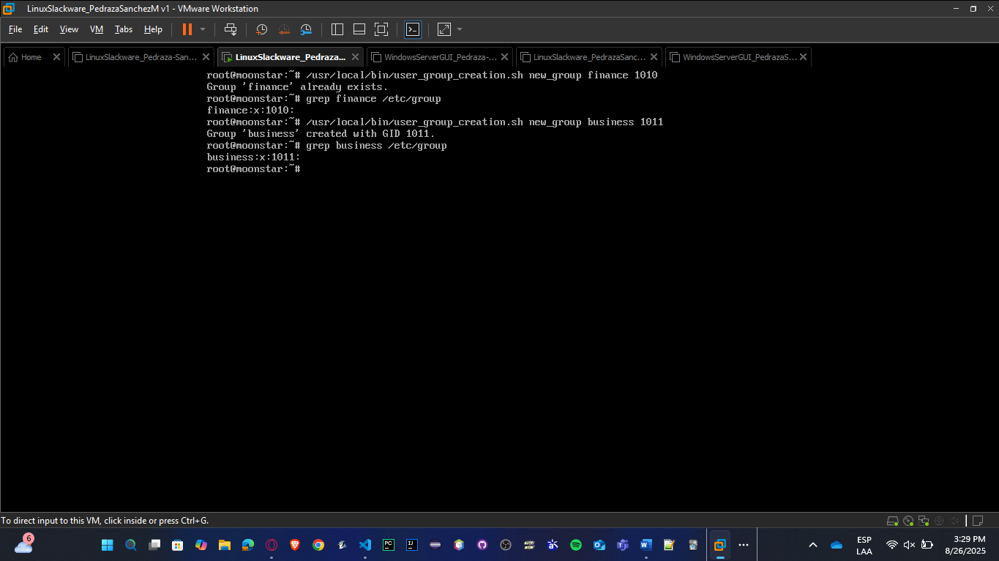 LinuxSlackware_PedrazaSanchezM v1 - VMware Workstation
File Edit View VM Tabs Help
Home LinuxSlackware_Pedraza-San... LinuxSlackware_Pedraza... WindowsServerGUI_Pedraza-... LinuxSlackware_PedrazaSanc... WindowsServerGUI_PedrazaS...
root@moonstar:~# /usr/local/bin/user_group_creation.sh new_group finance 1010
Group 'finance' already exists.
root@moonstar:~# grep finance /etc/group
finance:x:1010:
root@moonstar:~# /usr/local/bin/user_group_creation.sh new_group business 1011
Group 'business' created with GID 1011.
root@moonstar:~# grep business /etc/group
business:x:1011:
root@moonstar:~#
To direct input to this VM, click inside or press Ctrl+G.
6
ESP
LAA
3:29 PM
8/26/2025